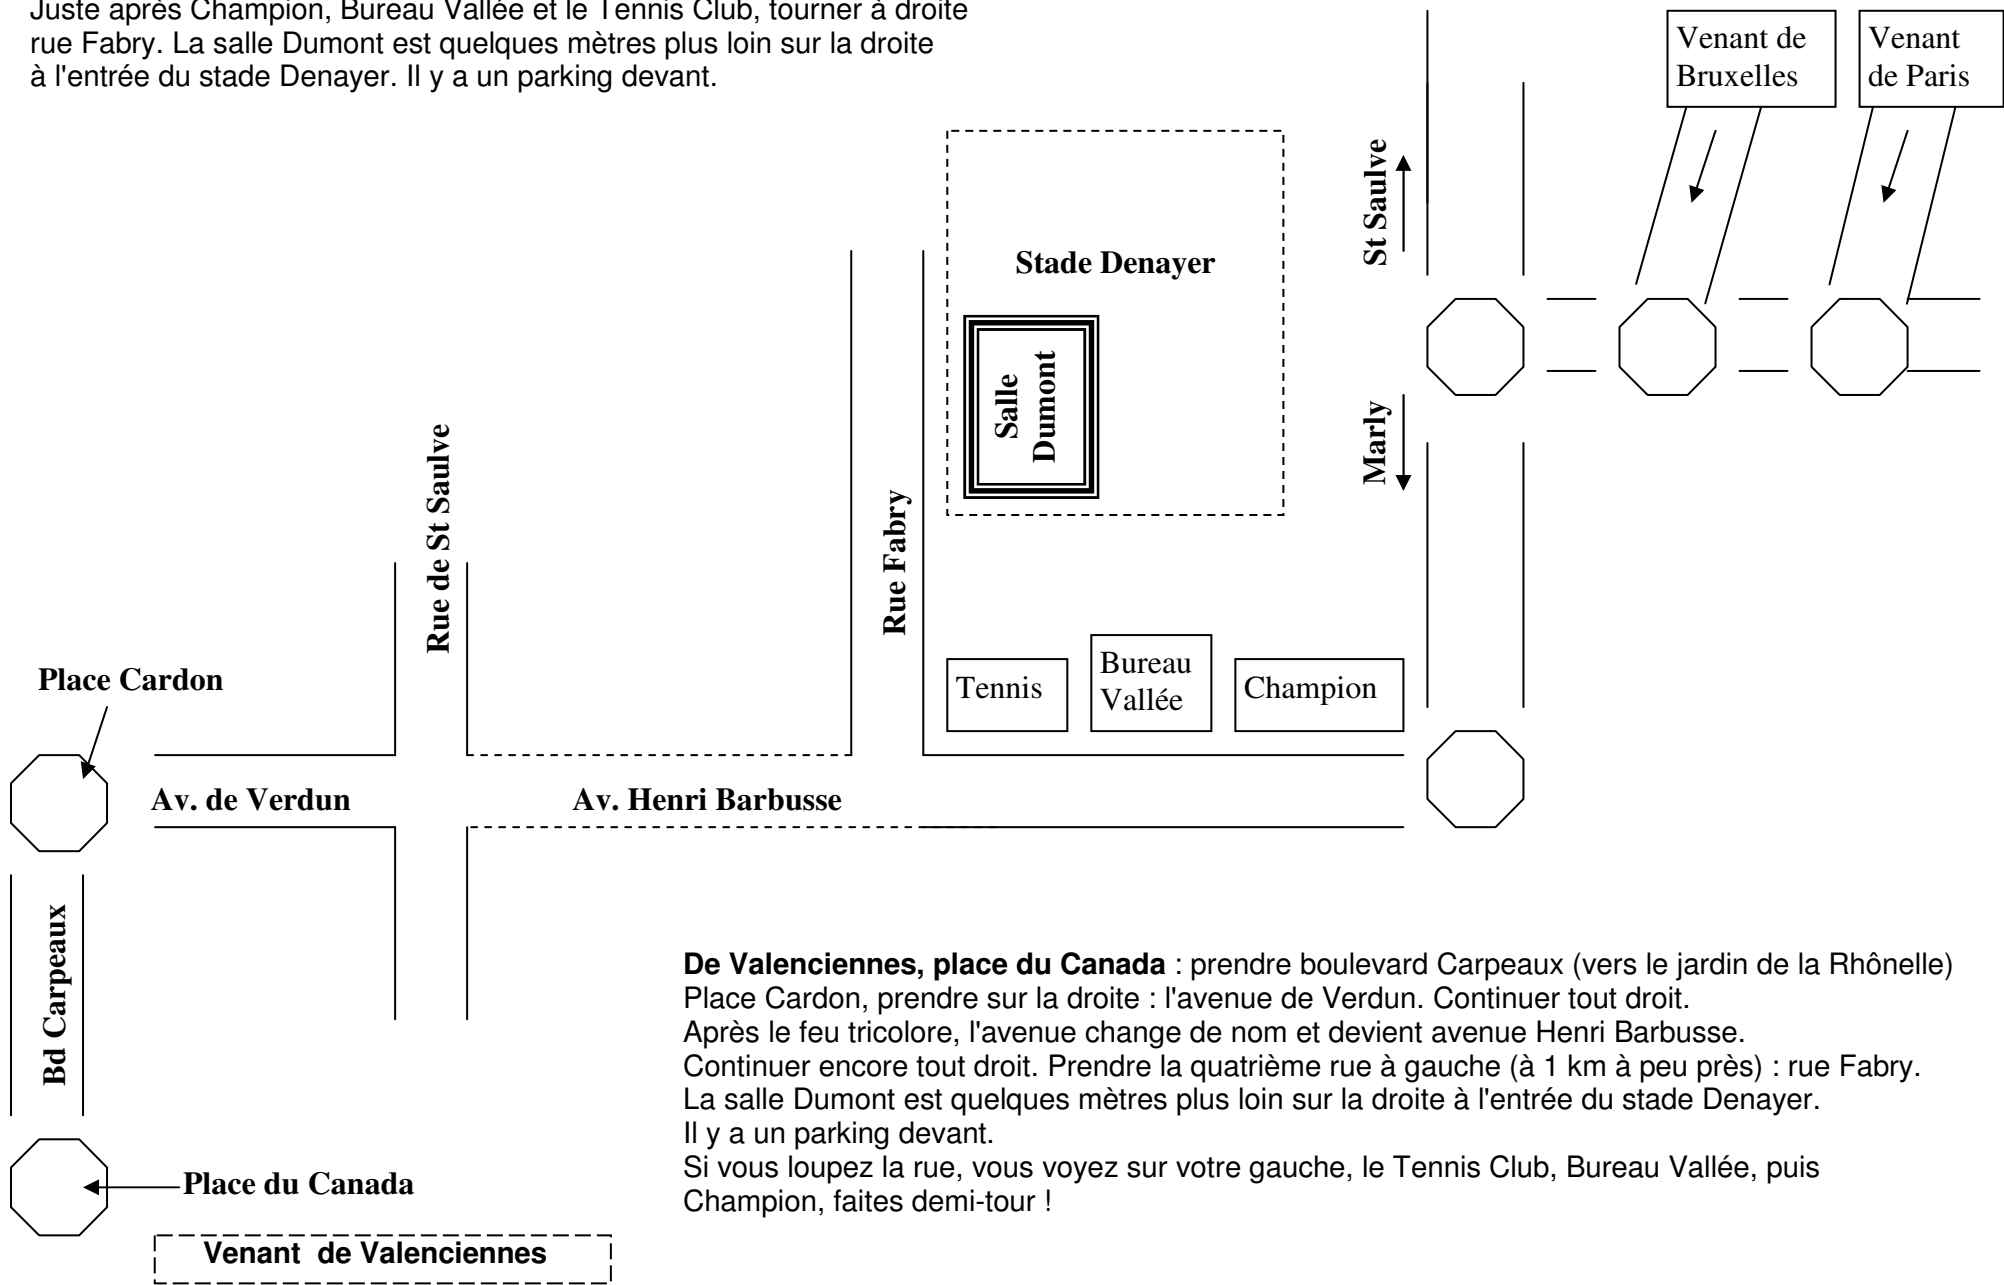 Juste après Champion, Bureau Vallée et le Tennis Club, tourner à droite
rue Fabry. La salle Dumont est quelques mètres plus loin sur la droite
à l'entrée du stade Denayer. Il y a un parking devant.
Venant de
Bruxelles
Venant
de Paris
St Saulve
Stade Denayer
Salle
Dumont
Marly
Rue de St Saulve
Rue Fabry
Place Cardon
Tennis
Bureau
Vallée
Champion
Av. de Verdun
Av. Henri Barbusse
Bd Carpeaux
De Valenciennes, place du Canada : prendre boulevard Carpeaux (vers le jardin de la Rhônelle)
Place Cardon, prendre sur la droite : l'avenue de Verdun. Continuer tout droit.
Après le feu tricolore, l'avenue change de nom et devient avenue Henri Barbusse.
Continuer encore tout droit. Prendre la quatrième rue à gauche (à 1 km à peu près) : rue Fabry.
La salle Dumont est quelques mètres plus loin sur la droite à l'entrée du stade Denayer.
Il y a un parking devant.
Si vous loupez la rue, vous voyez sur votre gauche, le Tennis Club, Bureau Vallée, puis
Champion, faites demi-tour !
Place du Canada
Venant de Valenciennes